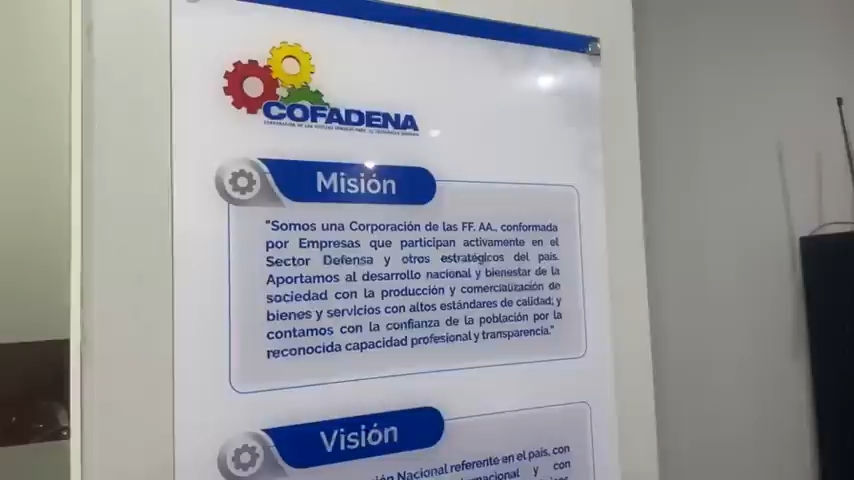 COFADENA
Misión
"Somos una Corporación de las FF. AA., conformada
por Empresas que participan activamente en el
Sector Defensa y otros estratégicos del país.
Aportamos al desarrollo nacional y bienestar de la
sociedad con la producción y comercialización de
bienes y servicios con altos estándares de calidad; y
contamos con la confianza de la población por la
reconocida capacidad profesional y transparencia."
Visión
Nacional referente en el país, con
y con